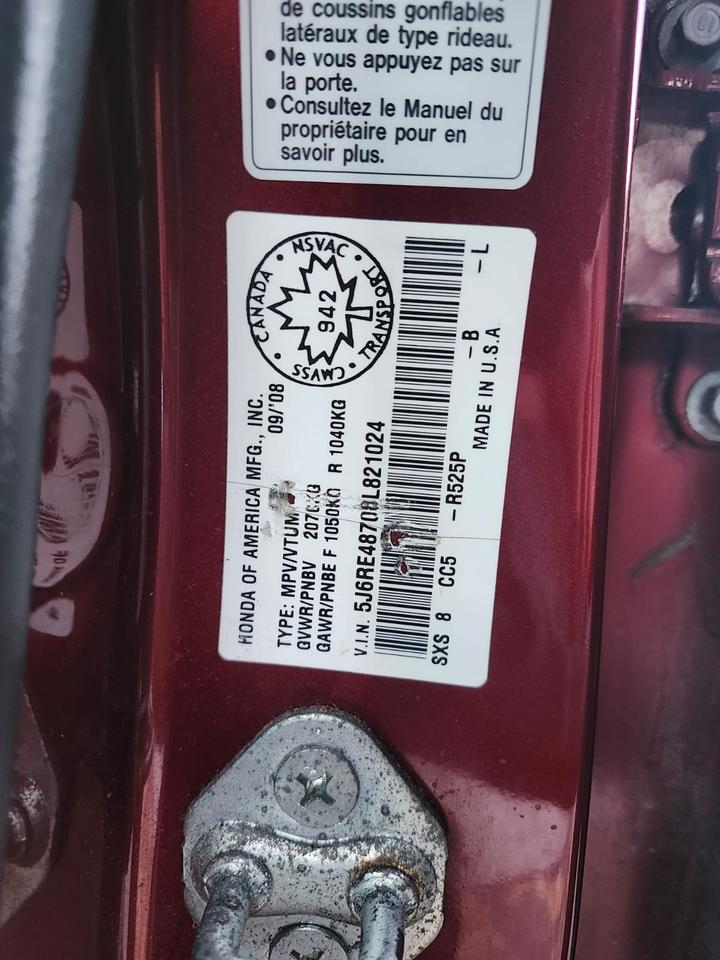 de coussins gonflables
latéraux de type rideau.
• Ne vous appuyez pas sur
la porte.
• Consultez le Manuel du
propriétaire pour en
savoir plus.
HONDA OF AMERICA MFG., INC.
09/'08
TYPE: MPV/VTUM
GVWR/PNBV 2070KG
GAWR/PNBE F 1050KG R 1040KG
V.I.N. 5J6RE48708L821024
SXS 8 CC5 - R525P - B - L
MADE IN U.S.A
CANADA · NSVAC · TRANSPORT · CMVSS ·
942